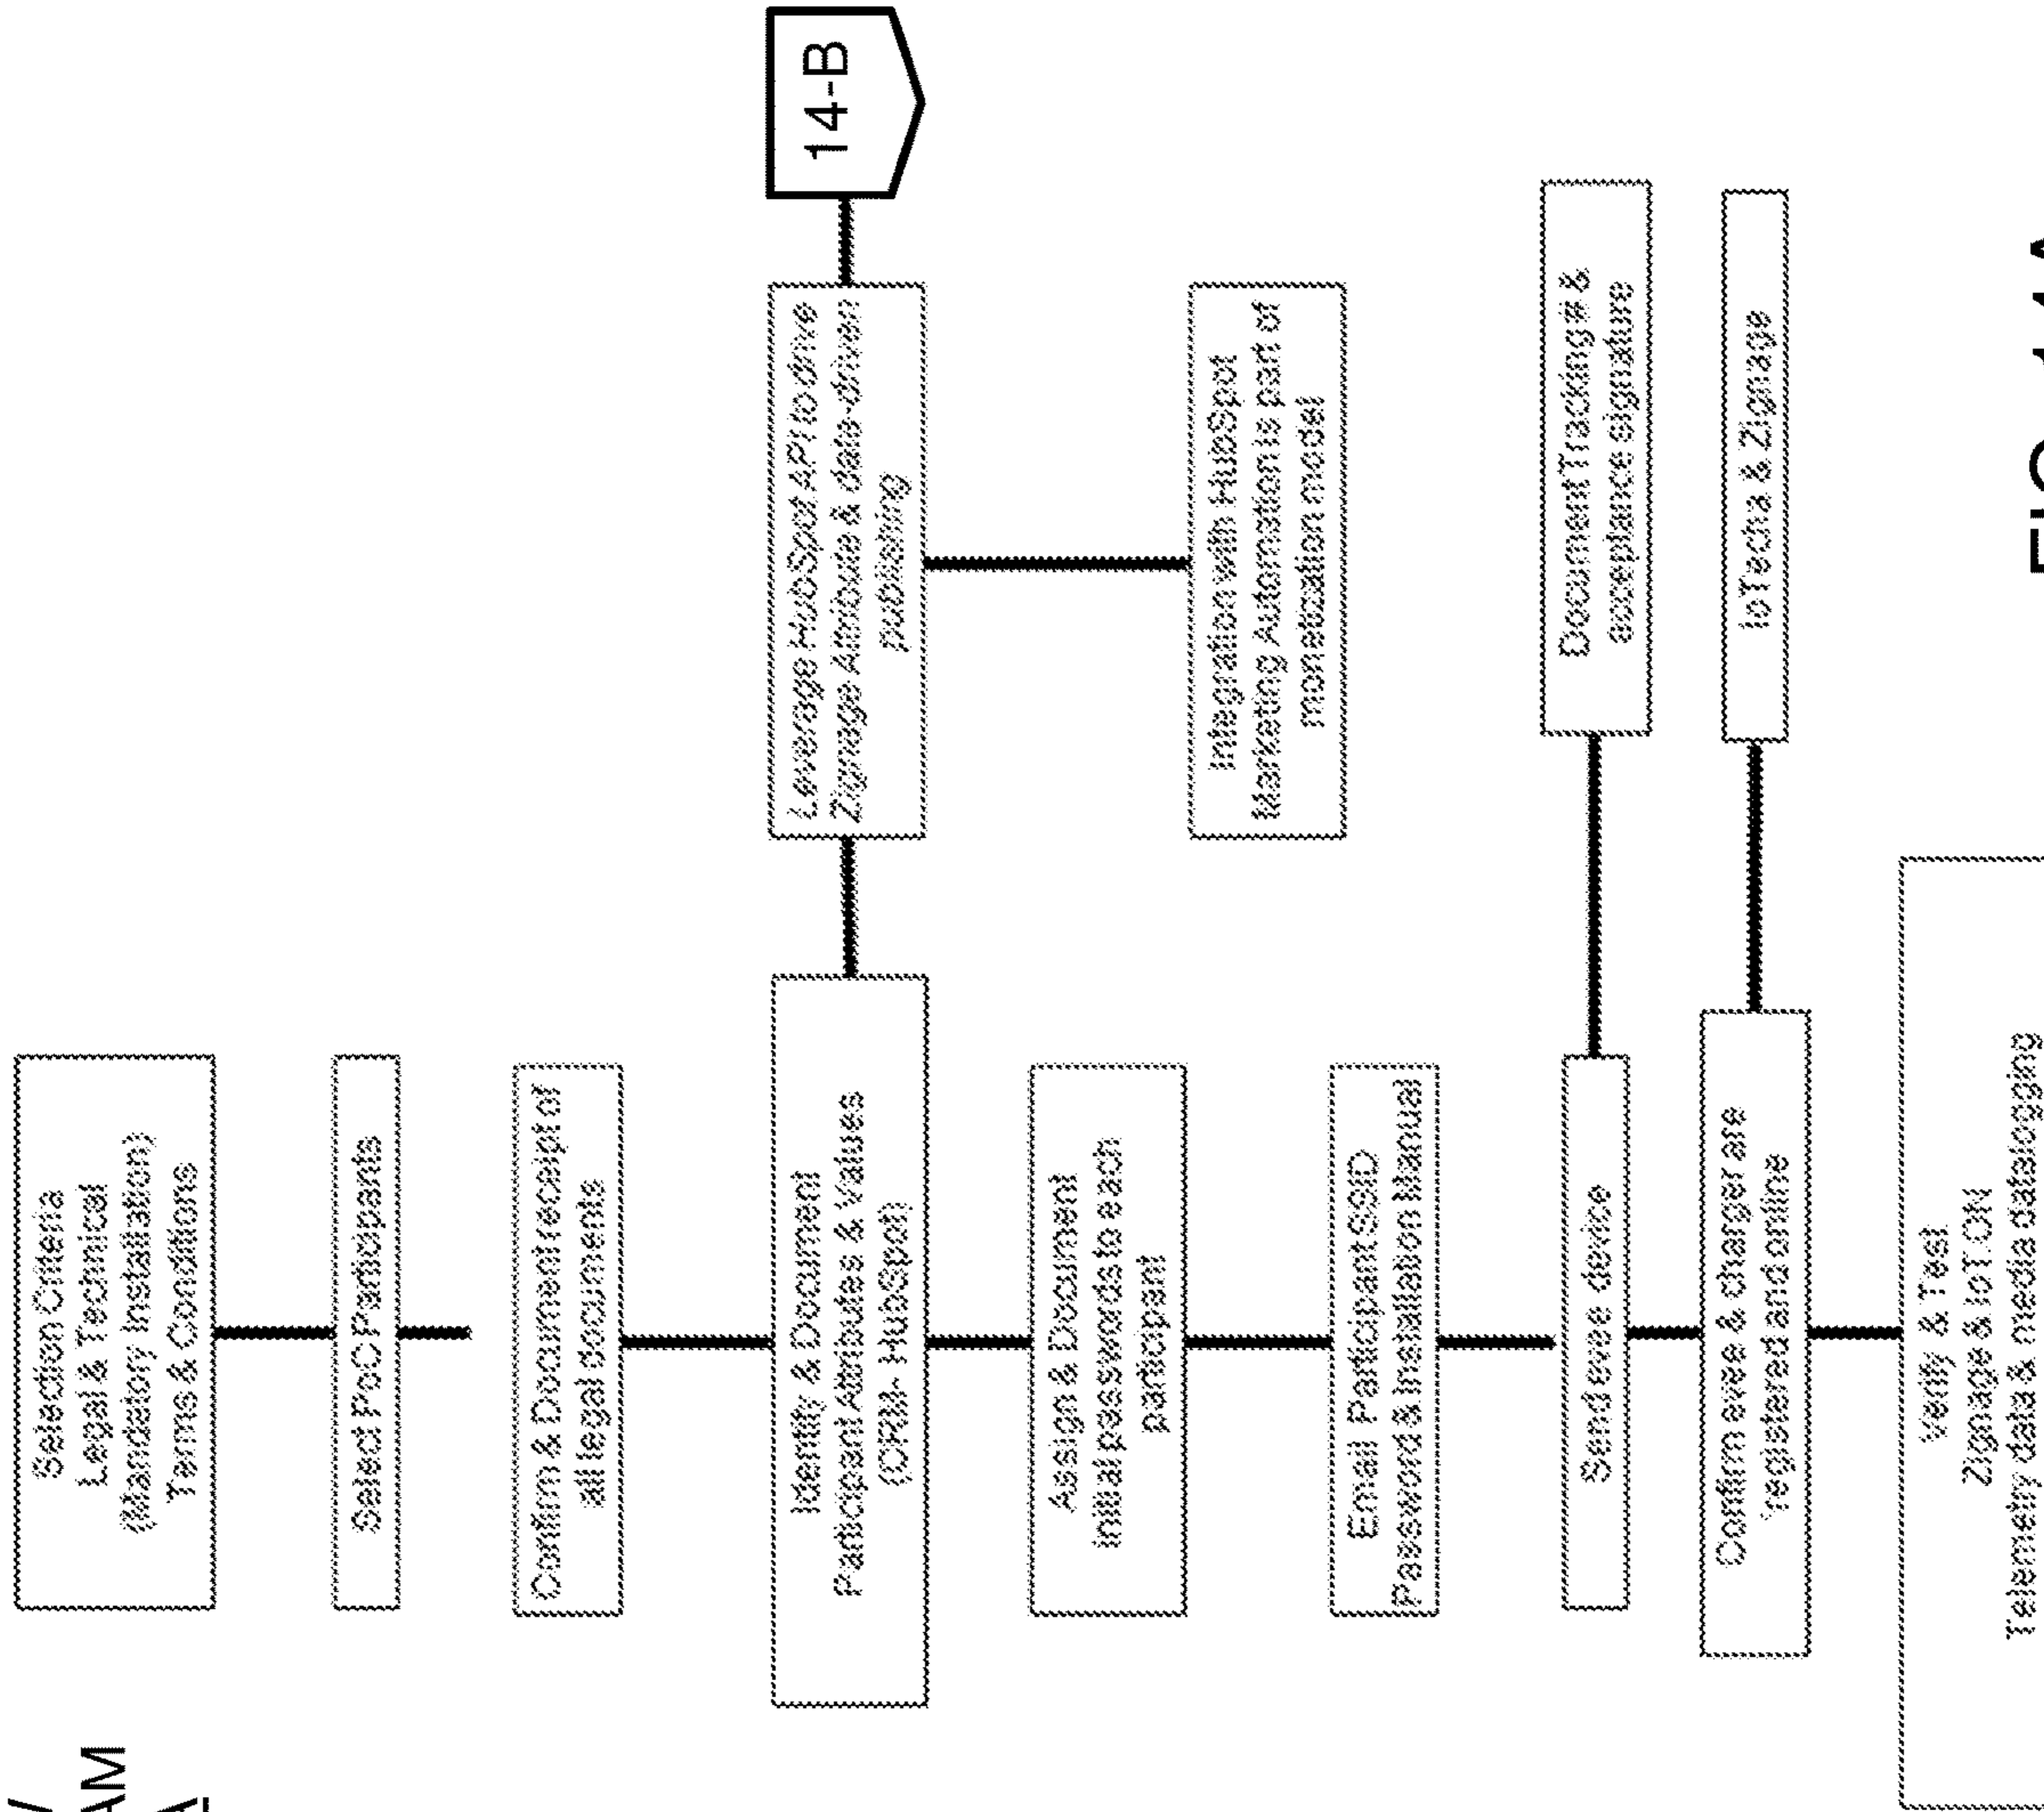 AM
Selection Criteria
Legal & Technical
(Mandatory Installation)
Terms & Conditions
Select PoC Participants
Confirm & Document receipt of
all legal documents
Identify & Document
Participant Attributes & Values
(CRM- HubSpot)
Leverage HubSpot API to drive
Zignage Attribute & data-driven
publishing
14-B
Integration with HubSpot
Marketing Automation is part of
monetization model
Assign & Document
initial passwords to each
participant
Email Participant SSID
Password & Installation Manual
Send evee device
Document Tracking # &
acceptance signature
Confirm evee & charger are
registered and online
IoTecha & Zignage
Verify & Test
Zignage & IoT.ON
Telemetry data & media datalogging